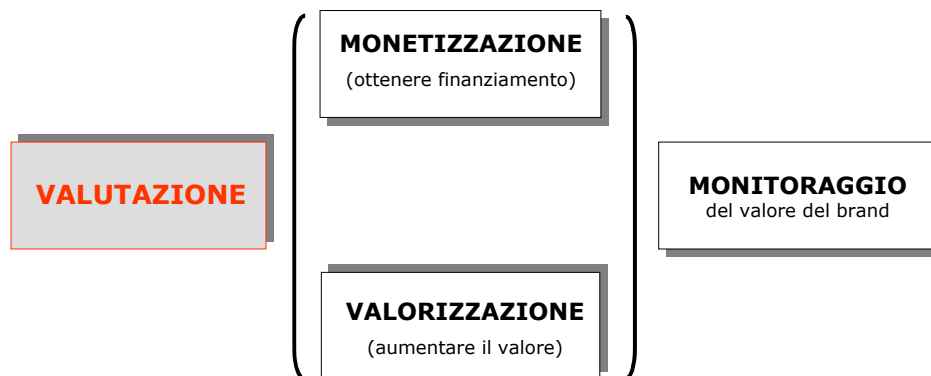 VALUTAZIONE
MONETIZZAZIONE
(ottenere finanziamento)
VALORIZZAZIONE
(aumentare il valore)
MONITORAGGIO
del valore del brand